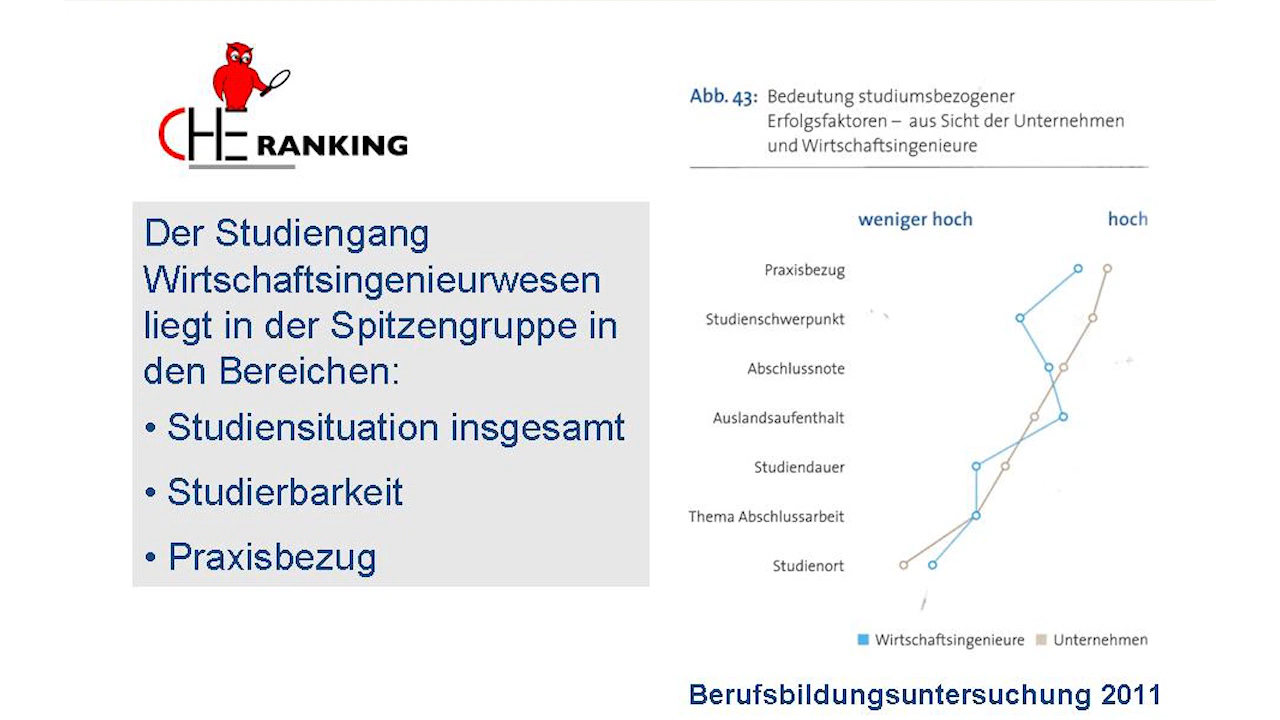 CHE RANKING
Der Studiengang
Wirtschaftsingenieurwesen
liegt in der Spitzengruppe in
den Bereichen:
• Studiensituation insgesamt
• Studierbarkeit
• Praxisbezug
Abb. 43: Bedeutung studiumsbezogener
Erfolgsfaktoren – aus Sicht der Unternehmen
und Wirtschaftsingenieure
weniger hoch hoch
Praxisbezug
Studienschwerpunkt
Abschlussnote
Auslandsaufenthalt
Studiendauer
Thema Abschlussarbeit
Studienort
Wirtschaftsingenieure Unternehmen
Berufsbildungsuntersuchung 2011